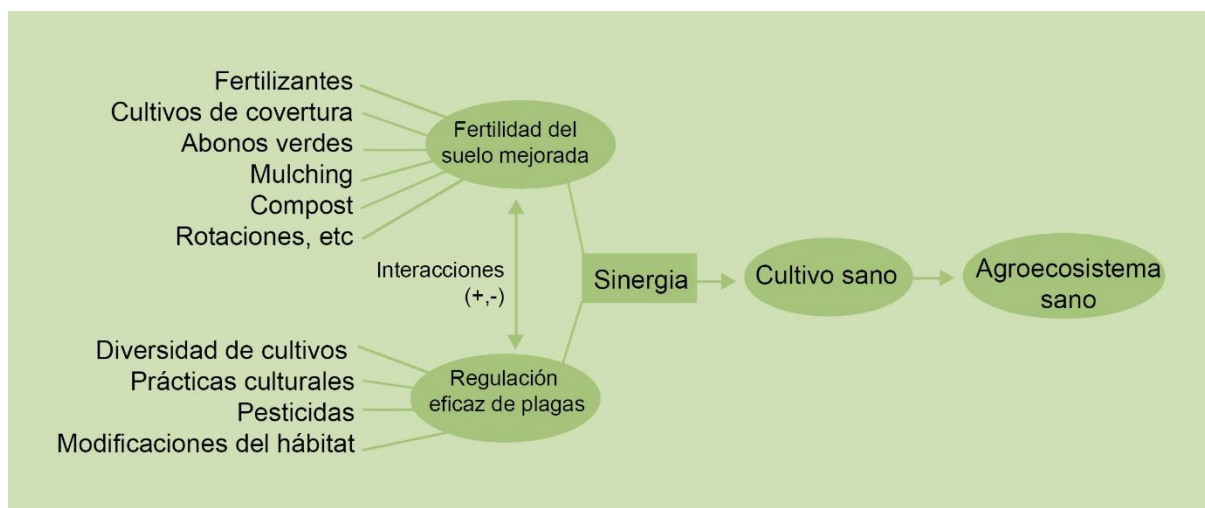 Fertilizantes
Cultivos de covertura
Abonos verdes
Mulching
Compost
Rotaciones, etc
Fertilidad del
suelo mejorada
Interacciones
(+,-)
Sinergia
Cultivo sano
Agroecosistema
sano
Diversidad de cultivos
Prácticas culturales
Pesticidas
Modificaciones del hábitat
Regulación
eficaz de plagas